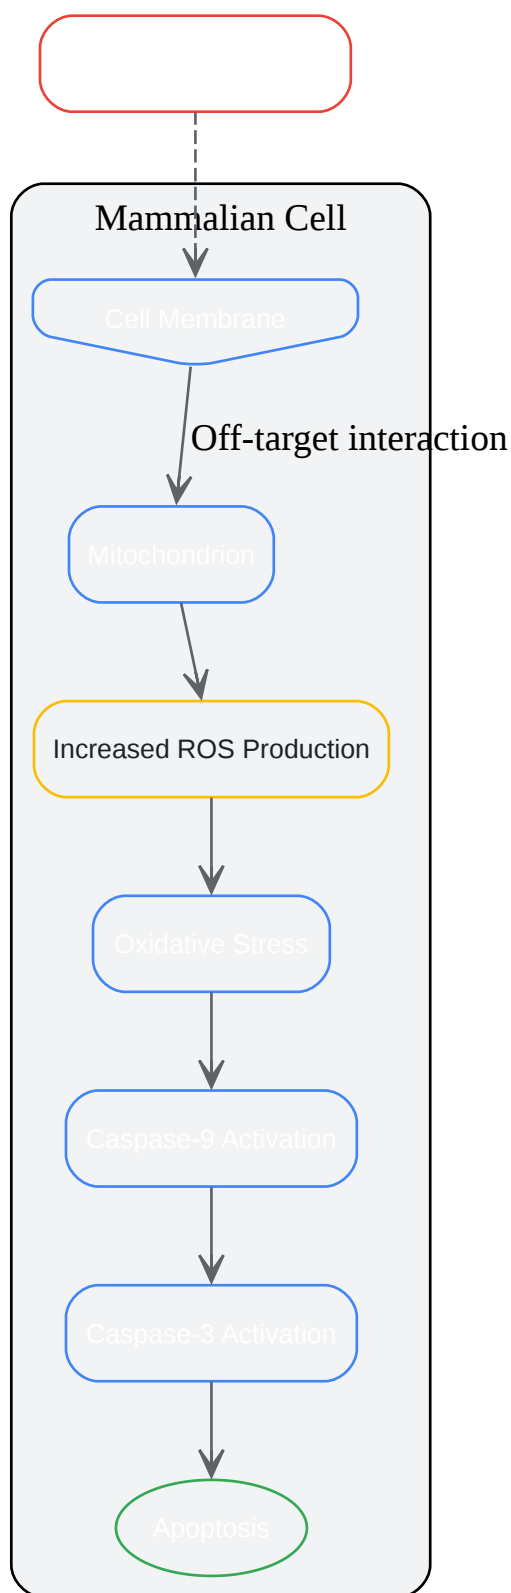 Mammalian Cell
Cell Membrane
Off-target interaction
Mitochondrion
Increased ROS Production
Oxidative Stress
Caspase-9 Activation
Caspase-3 Activation
Apoptosis